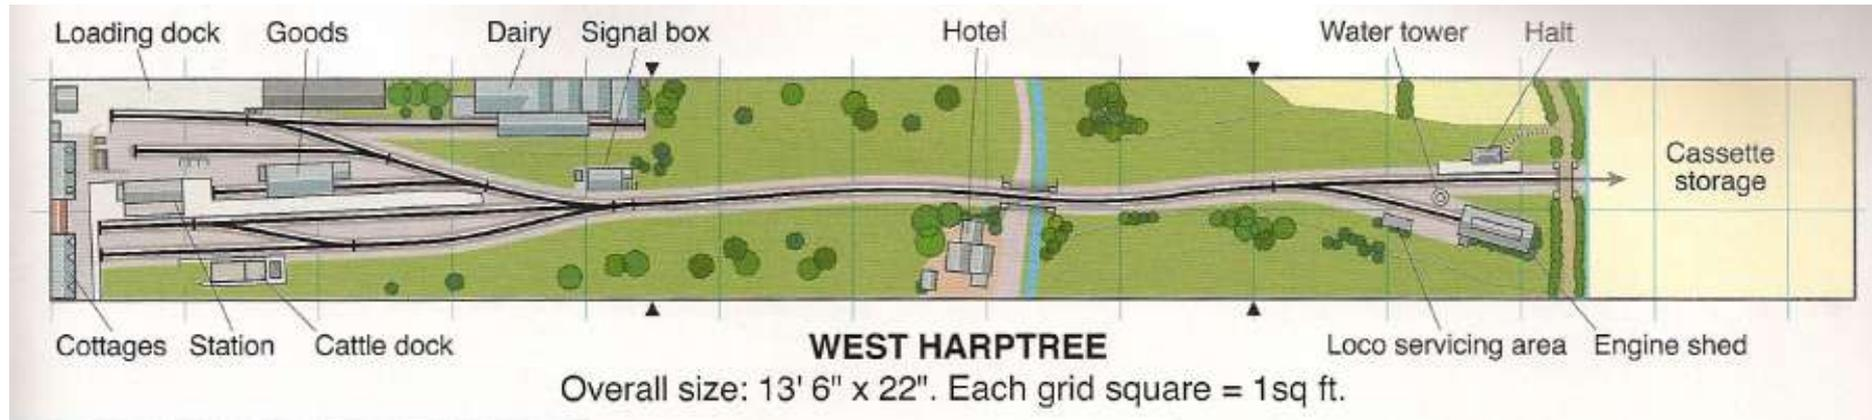 Loading dock
Goods
Dairy
Signal box
Hotel
Water tower
Halt
Cassette
storage
Cottages
Station
Cattle dock
WEST HARPTREE
Loco servicing area
Engine shed
Overall size: 13' 6" x 22". Each grid square = 1sq ft.